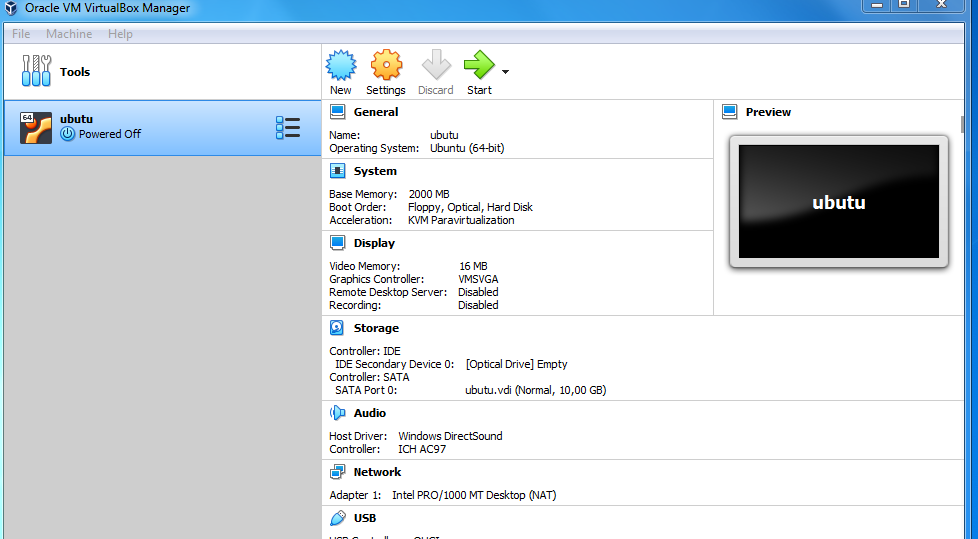 Oracle VM VirtualBox Manager
File Machine Help
Tools
New Settings Discard Start
64
ubutu
Powered Off
General
Name: ubutu
Operating System: Ubuntu (64-bit)
Preview
ubutu
System
Base Memory: 2000 MB
Boot Order: Floppy, Optical, Hard Disk
Acceleration: KVM Paravirtualization
Display
Video Memory: 16 MB
Graphics Controller: VMSVGA
Remote Desktop Server: Disabled
Recording: Disabled
Storage
Controller: IDE
IDE Secondary Device 0: [Optical Drive] Empty
Controller: SATA
SATA Port 0: ubutu.vdi (Normal, 10,00 GB)
Audio
Host Driver: Windows DirectSound
Controller: ICH AC97
Network
Adapter 1: Intel PRO/1000 MT Desktop (NAT)
USB